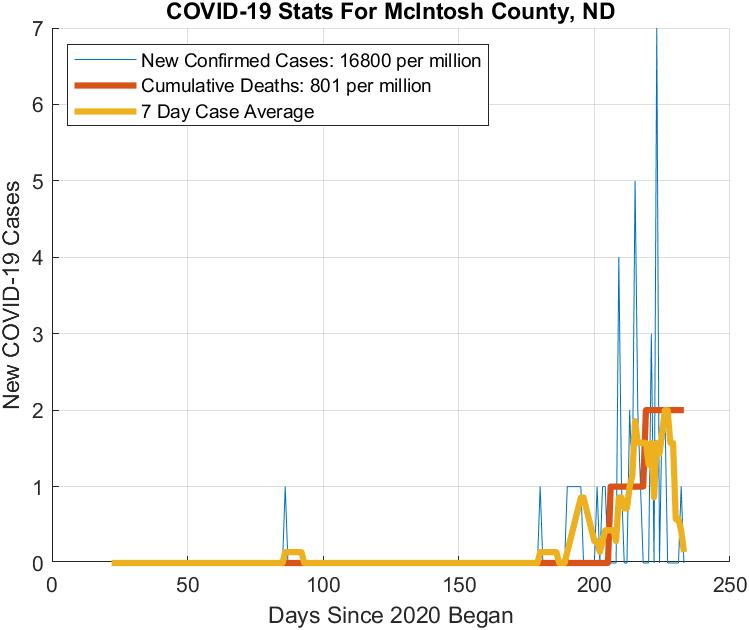 COVID-19 Stats For McIntosh County, ND
New Confirmed Cases: 16800 per million
Cumulative Deaths: 801 per million
7 Day Case Average
New COVID-19 Cases
7
6
5
4
3
2
1
0
0 50 100 150 200 250
Days Since 2020 Began